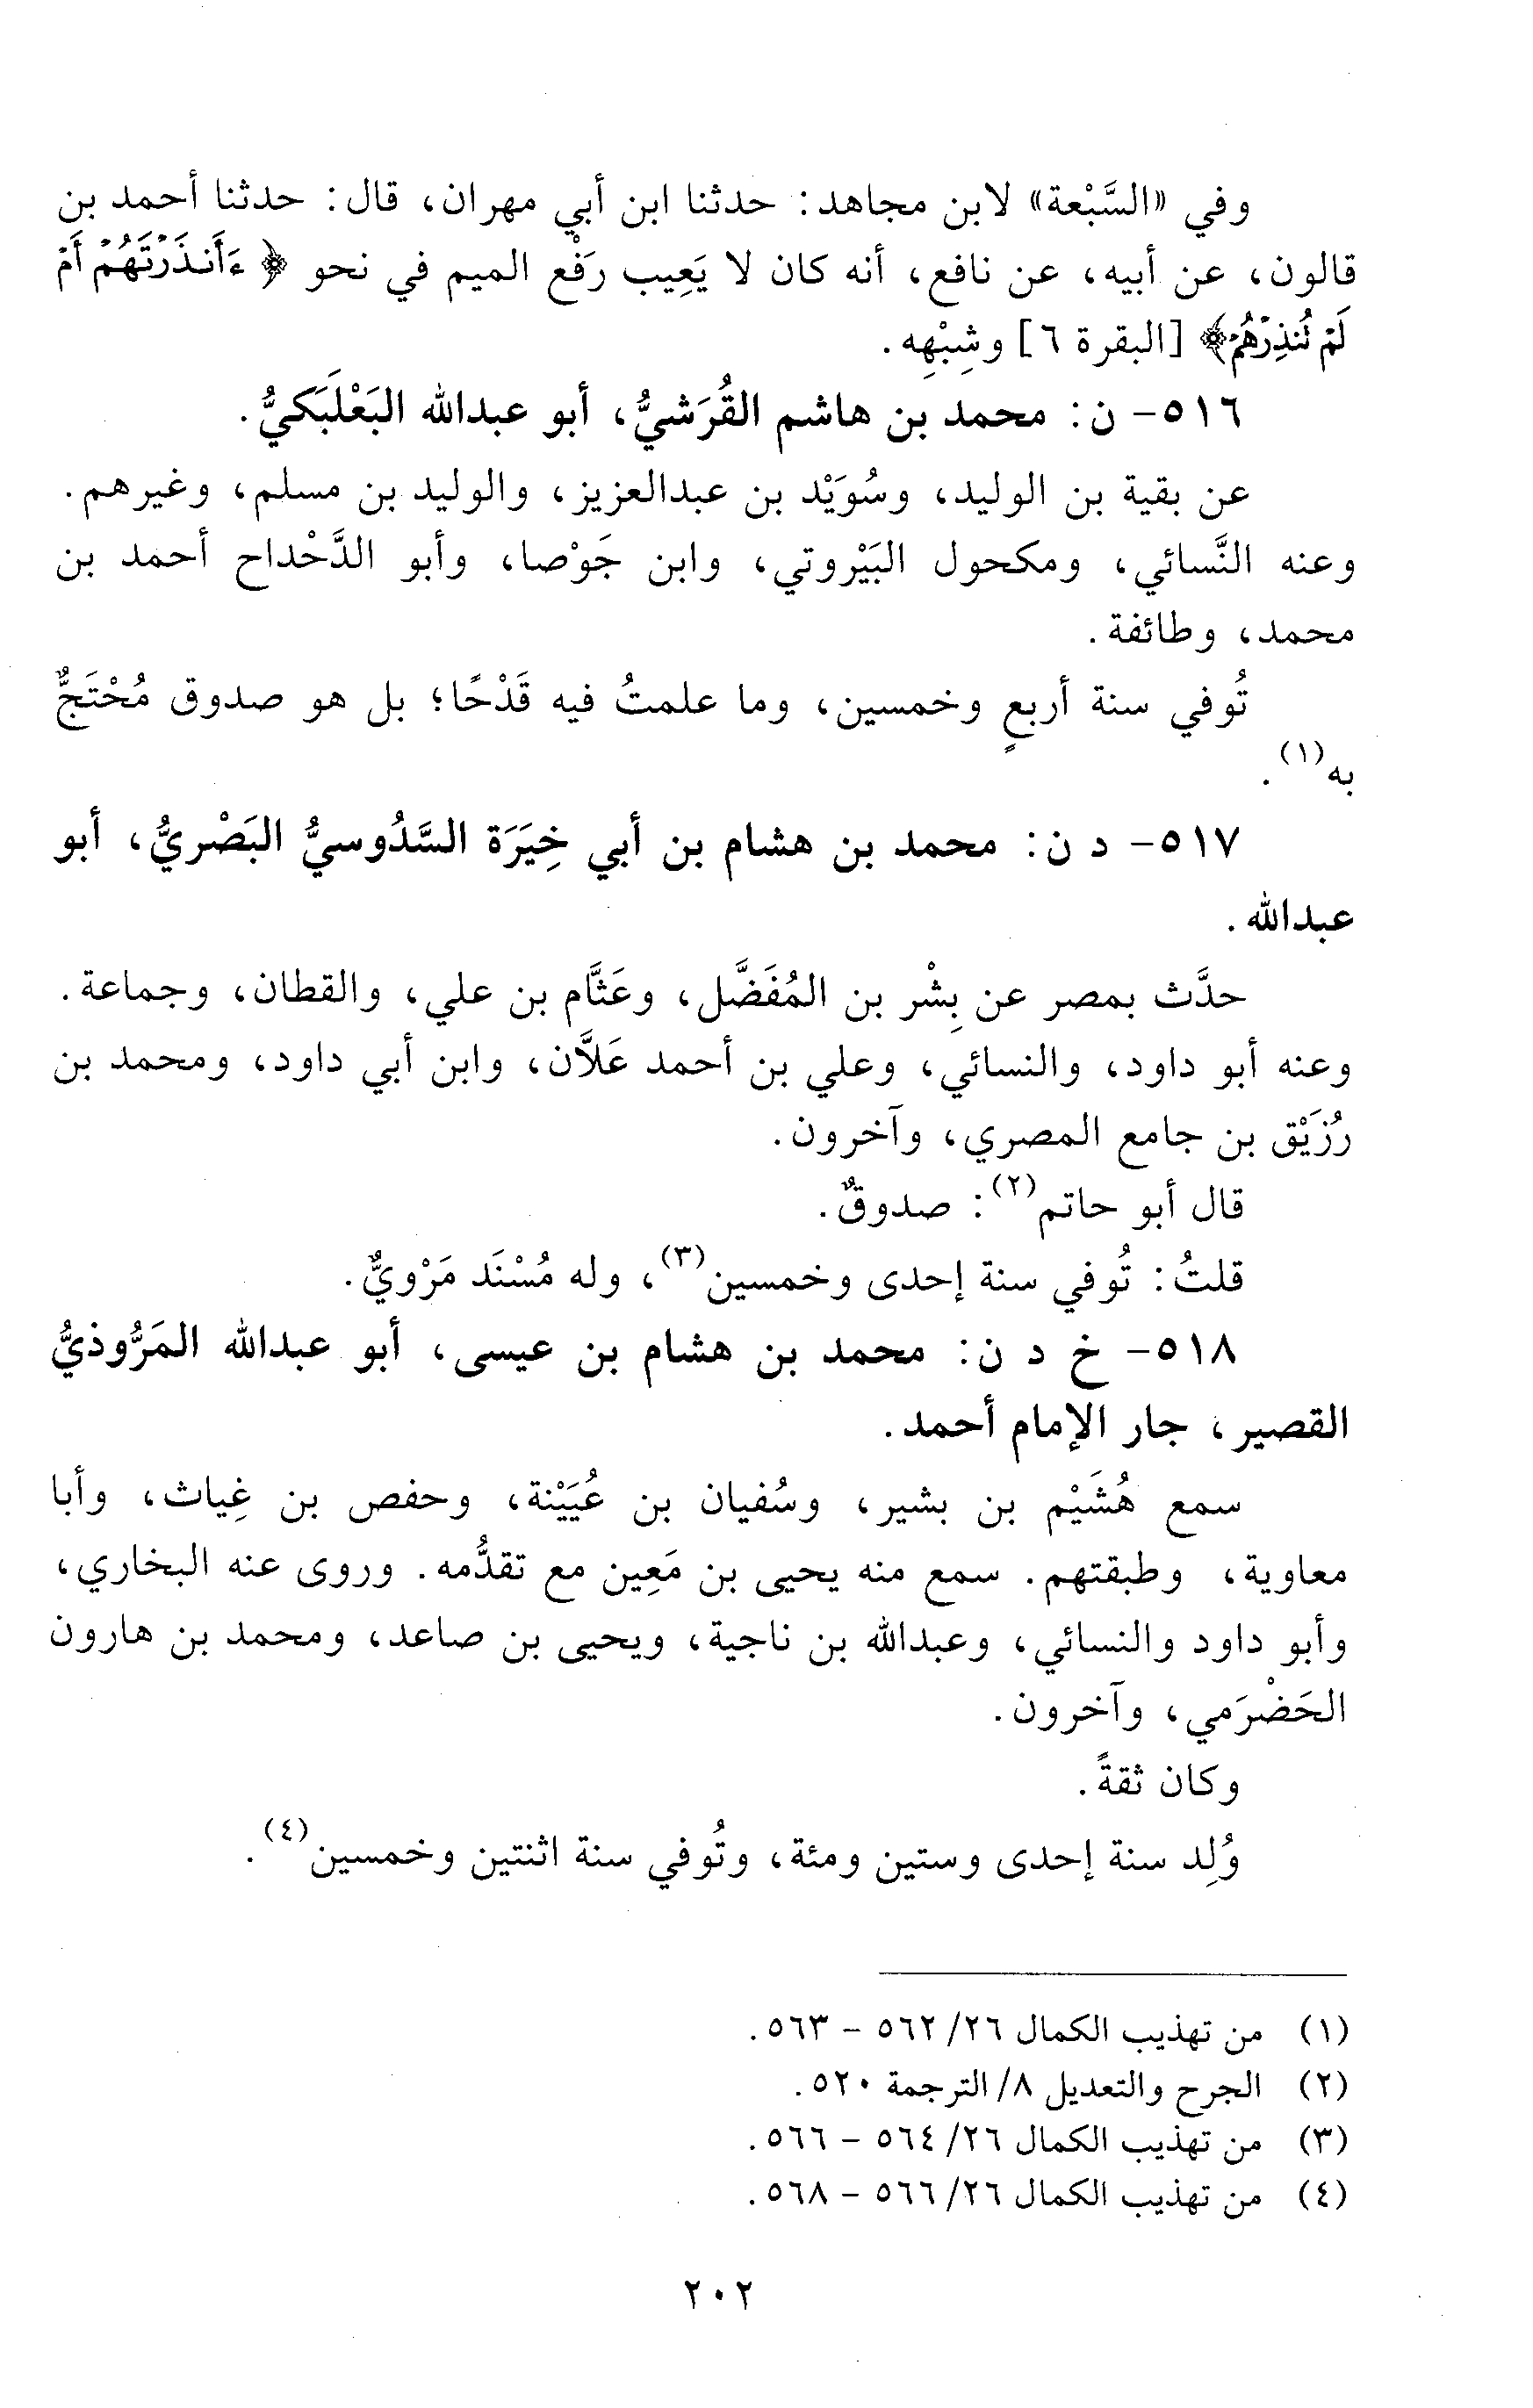 وفي «السَّبْعة» لابن مجاهد: حدثنا ابن أبي مهران، قال: حدثنا أحمد بن
قالون، عن أبيه، عن نافع، أنه كان لا يَعِيب رَفْع الميم في نحو ﴿ءَأَنذَرْتَهُمْ أَمْ
لَمْ تُنذِرْهُمْ﴾ [البقرة ٦] وشِبْهِه.
٥١٦- ن: محمد بن هاشم القُرَشيُّ، أبو عبدالله البَعْلَبَكيُّ.
عن بقية بن الوليد، وسُوَيْد بن عبدالعزيز، والوليد بن مسلم، وغيرهم.
وعنه النَّسائي، ومكحول البَيْروتي، وابن جَوْصا، وأبو الدَّحْداح أحمد بن
محمد، وطائفة.
تُوفي سنة أربعٍ وخمسين، وما علمتُ فيه قَدْحًا؛ بل هو صدوق مُحْتَجٌّ
به(١).
٥١٧- د ن: محمد بن هشام بن أبي خِيَرَة السَّدُوسيُّ البَصْريُّ، أبو
عبدالله.
حدَّث بمصر عن بِشْر بن المُفَضَّل، وعَثَّام بن علي، والقطان، وجماعة.
وعنه أبو داود، والنسائي، وعلي بن أحمد عَلاَّن، وابن أبي داود، ومحمد بن
رُزَيْق بن جامع المصري، وآخرون.
قال أبو حاتم(٢): صدوقٌ.
قلتُ: تُوفي سنة إحدى وخمسين(٣)، وله مُسْنَد مَرْويٌّ.
٥١٨- خ د ن: محمد بن هشام بن عيسى، أبو عبدالله المَرُّوذيُّ
القصير، جار الإمام أحمد.
سمع هُشَيْم بن بشير، وسُفيان بن عُيَيْنة، وحفص بن غِياث، وأبا
معاوية، وطبقتهم. سمع منه يحيى بن مَعِين مع تقدُّمه. وروى عنه البخاري،
وأبو داود والنسائي، وعبدالله بن ناجية، ويحيى بن صاعد، ومحمد بن هارون
الحَضْرَمي، وآخرون.
وكان ثقةً.
وُلِد سنة إحدى وستين ومئة، وتُوفي سنة اثنتين وخمسين(٤).
(١) من تهذيب الكمال ٢٦/ ٥٦٢ - ٥٦٣.
(٢) الجرح والتعديل ٨/ الترجمة ٥٢٠.
(٣) من تهذيب الكمال ٢٦/ ٥٦٤ - ٥٦٦.
(٤) من تهذيب الكمال ٢٦/ ٥٦٦ - ٥٦٨.
٢٠٢